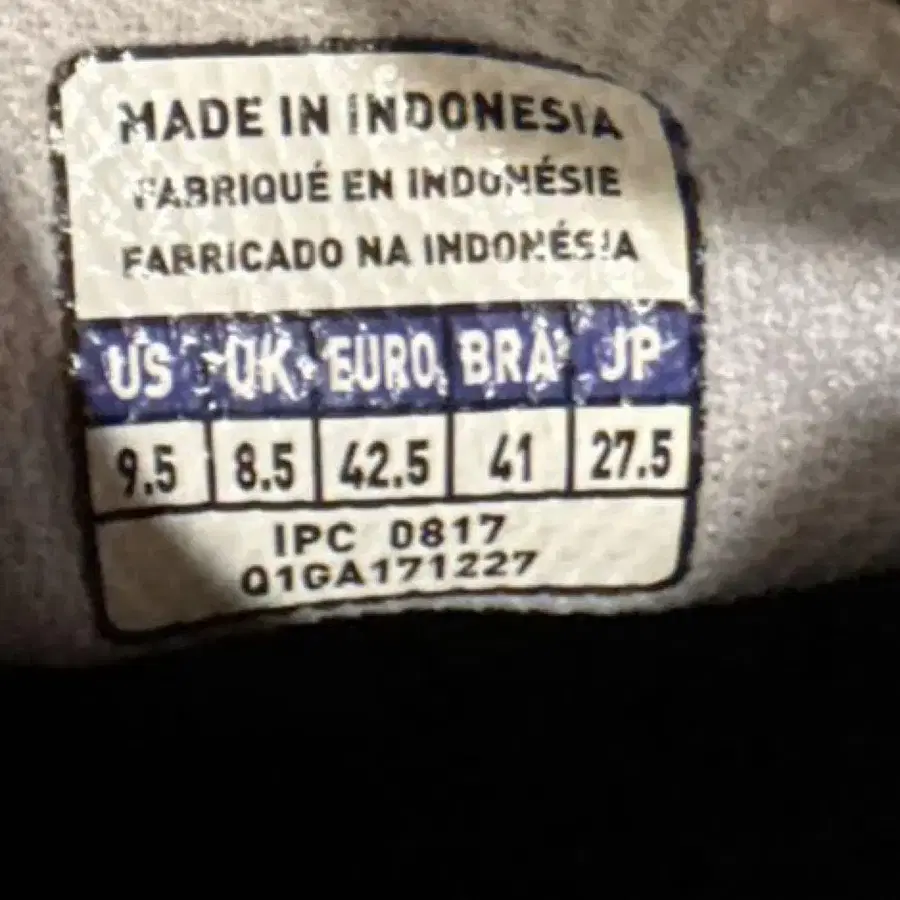 MADE IN INDONESIA
FABRIQUÉ EN INDONÉSIE
FABRICADO NA INDONÉSIA
US UK EURO BRA JP
9.5 8.5 42.5 41 27.5
IPC 0817
Q1GA171227